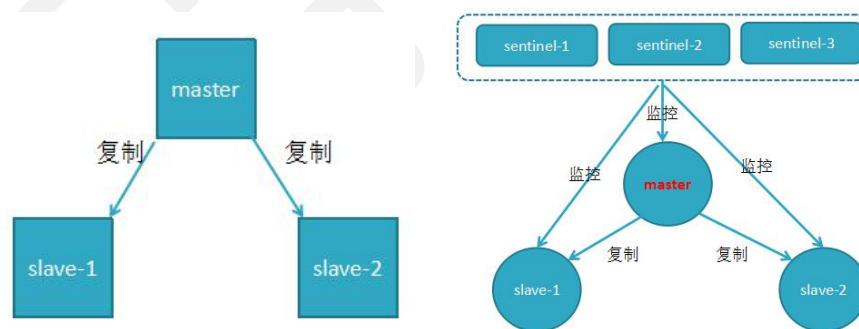 master
复制
复制
slave-1
slave-2
sentinel-1
sentinel-2
sentinel-3
监控
监控
监控
master
复制
复制
slave-1
slave-2